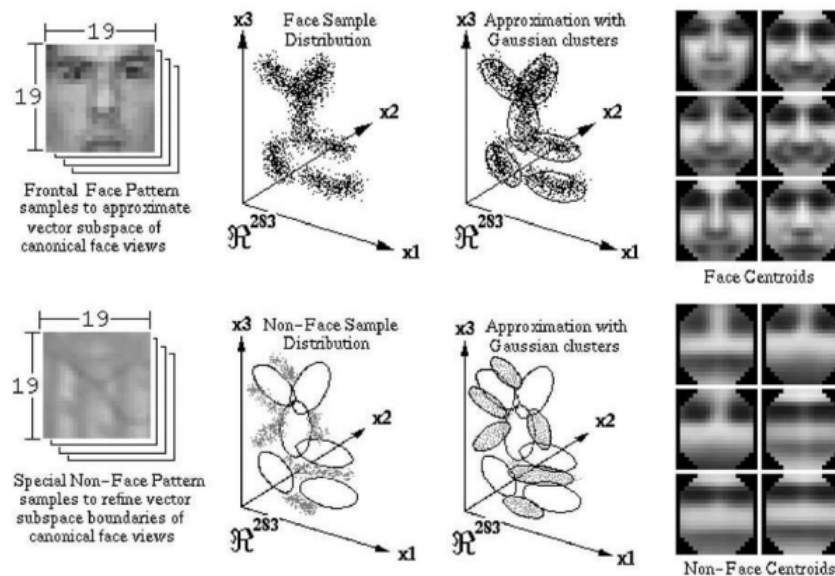 19
19
Frontal Face Pattern
samples to approximate
vector subspace of
canonical face views
x3
Face Sample
Distribution
x2
ℜ²⁸³
x1
x3
Approximation with
Gaussian clusters
x2
ℜ²⁸³
x1
Face Centroids
19
19
Special Non-Face Pattern
samples to refine vector
subspace boundaries of
canonical face views
x3
Non-Face Sample
Distribution
x2
ℜ²⁸³
x1
x3
Approximation with
Gaussian clusters
x2
ℜ²⁸³
x1
Non-Face Centroids